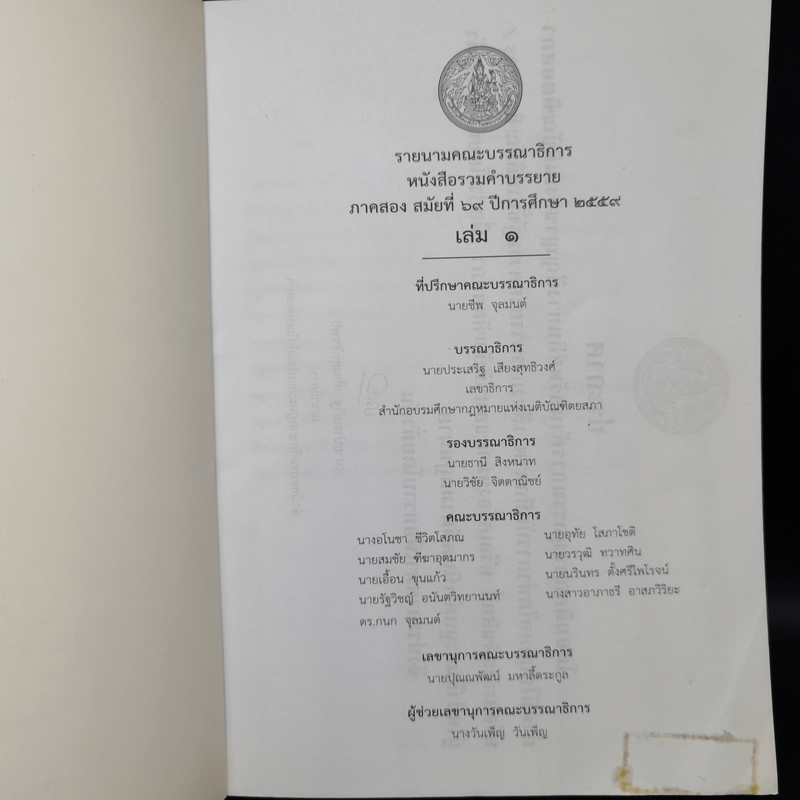 รายนามคณะบรรณาธิการ
หนังสือรวมคำบรรยาย
ภาคสอง สมัยที่ ๖๙ ปีการศึกษา ๒๕๕๙
เล่ม ๑
ที่ปรึกษาคณะบรรณาธิการ
นายชีพ จุลมนต์
บรรณาธิการ
นายประเสริฐ เสียงสุทธิวงศ์
เลขาธิการ
สำนักอบรมศึกษากฎหมายแห่งเนติบัณฑิตยสภา
รองบรรณาธิการ
นายธานี สิงหนาท
นายวิชัย จิตตาณิชย์
คณะบรรณาธิการ
นางอโนชา ชีวิตโสภณ
นายสมชัย ฑีฆาอุตมากร
นายเอื้อน ขุนแก้ว
นายรัฐวิชญ์ อนันตวิทยานนท์
ดร.กนก จุลมนต์
นายอุทัย โสภาโชติ
นายวรวุฒิ ทวาทศิน
นายนรินทร ตั้งศรีไพโรจน์
นางสาวอาภาธรี อาสภวิริยะ
เลขานุการคณะบรรณาธิการ
นายปุณณพัฒน์ มหาลี้ตระกูล
ผู้ช่วยเลขานุการคณะบรรณาธิการ
นางวันเพ็ญ วันเพ็ญ